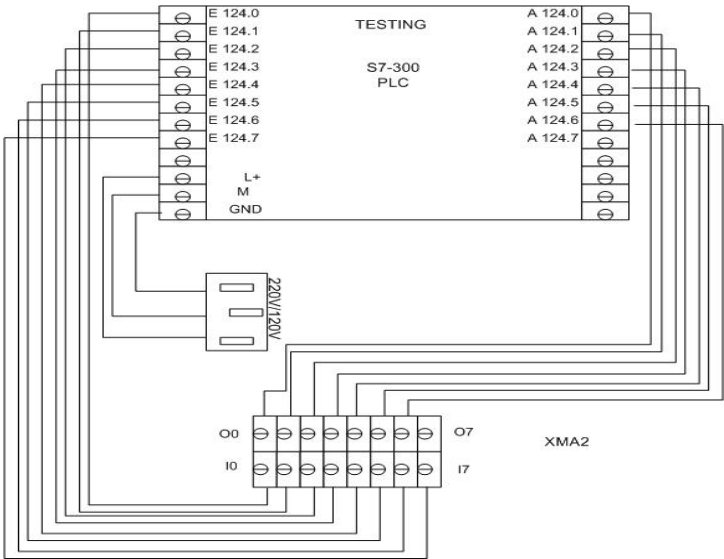 E 124.0
E 124.1
E 124.2
E 124.3
E 124.4
E 124.5
E 124.6
E 124.7
L+
M
GND
TESTING
S7-300
PLC
A 124.0
A 124.1
A 124.2
A 124.3
A 124.4
A 124.5
A 124.6
A 124.7
220V/120V
O0
O7
I0
I7
XMA2